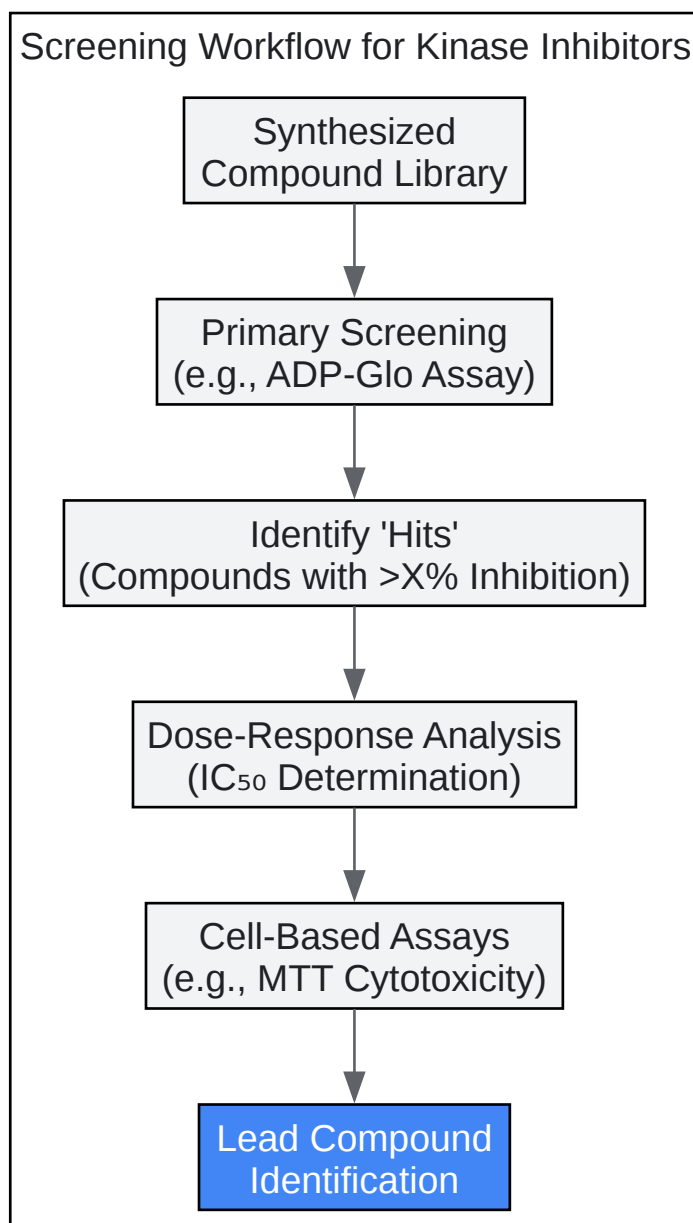 Screening Workflow for Kinase Inhibitors
Synthesized
Compound Library
Primary Screening
(e.g., ADP-Glo Assay)
Identify 'Hits'
(Compounds with >X% Inhibition)
Dose-Response Analysis
(IC₅₀ Determination)
Cell-Based Assays
(e.g., MTT Cytotoxicity)
Lead Compound
Identification